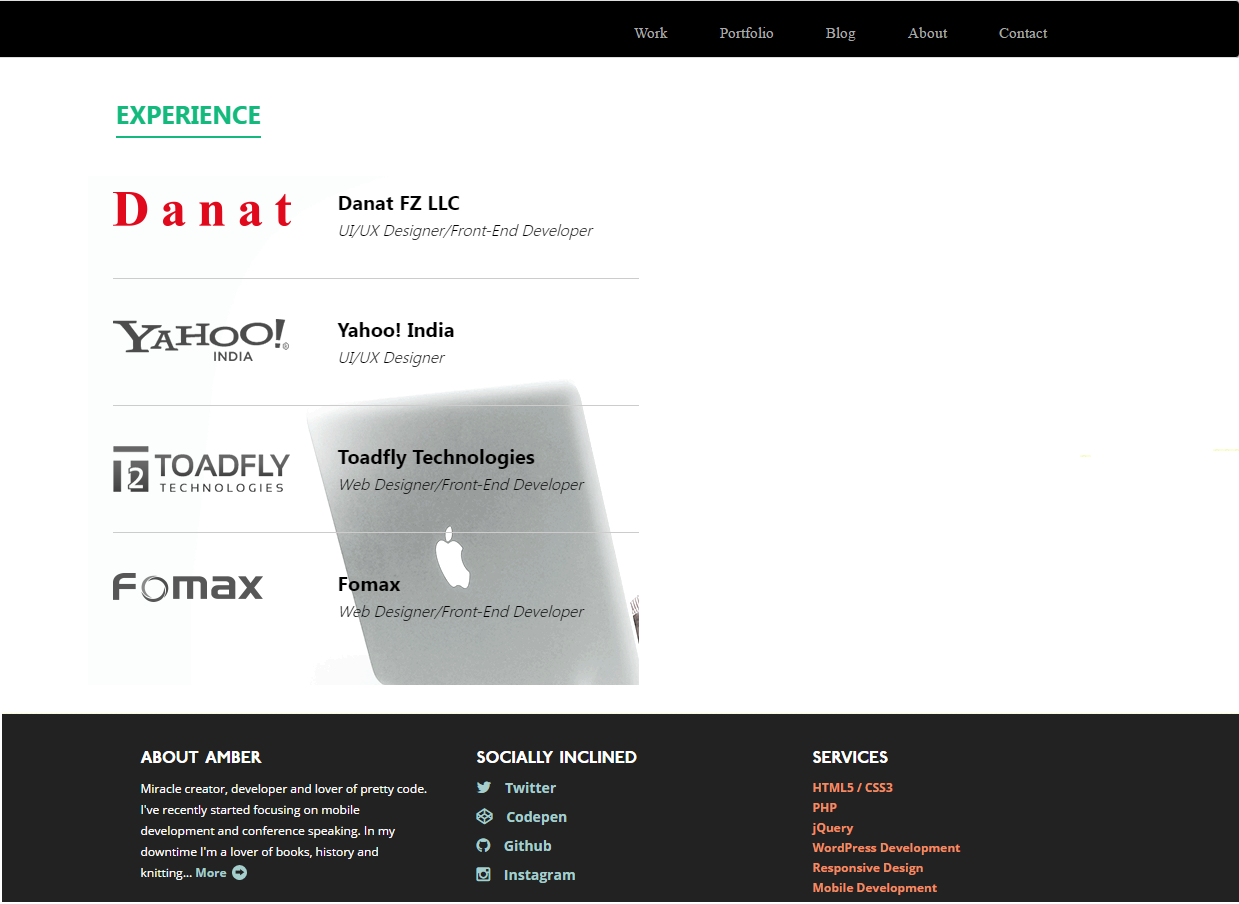 Work Portfolio Blog About Contact
EXPERIENCE
Danat
Danat FZ LLC
UI/UX Designer/Front-End Developer
YAHOO!®
INDIA
Yahoo! India
UI/UX Designer
T2 TOADFLY
TECHNOLOGIES
Toadfly Technologies
Web Designer/Front-End Developer
Fomax
Fomax
Web Designer/Front-End Developer
ABOUT AMBER
Miracle creator, developer and lover of pretty code.
I've recently started focusing on mobile
development and conference speaking. In my
downtime I'm a lover of books, history and
knitting... More
SOCIALLY INCLINED
Twitter
Codepen
Github
Instagram
SERVICES
HTML5 / CSS3
PHP
jQuery
WordPress Development
Responsive Design
Mobile Development